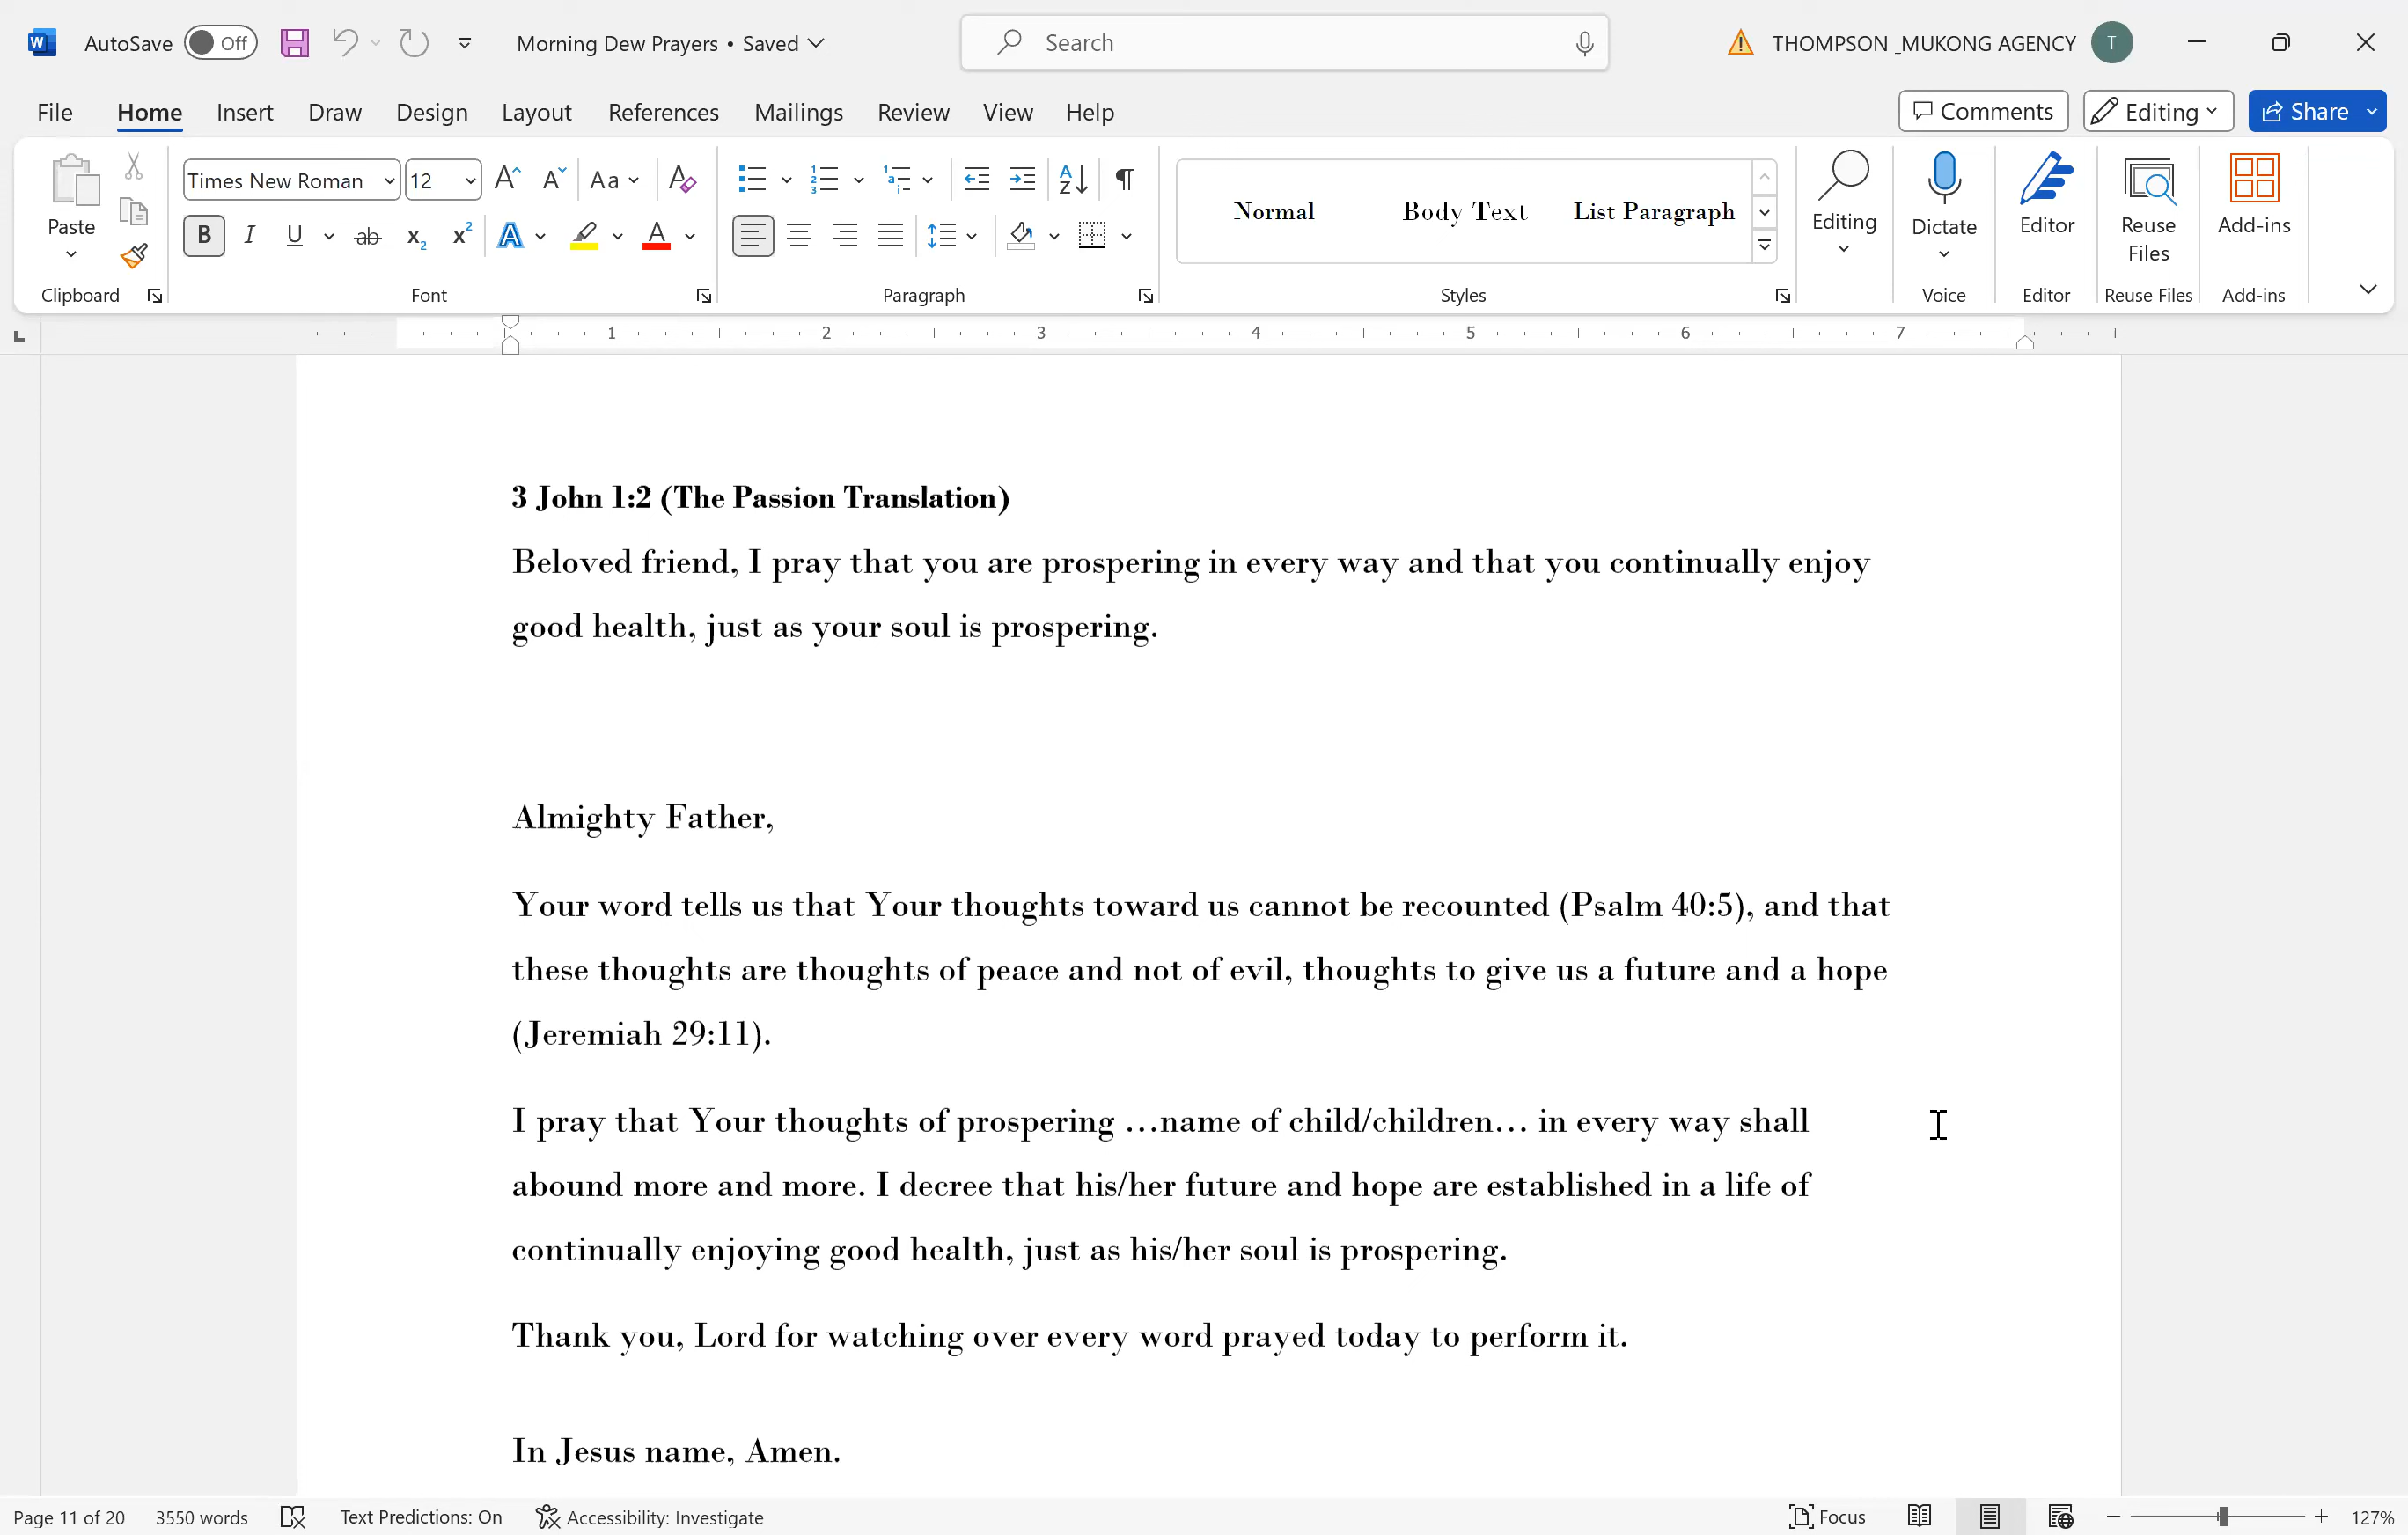 AutoSave Off Morning Dew Prayers • Saved Search THOMPSON _MUKONG AGENCY T
File Home Insert Draw Design Layout References Mailings Review View Help Comments Editing Share
Paste
Times New Roman 12
Normal Body Text List Paragraph
Editing Dictate Editor Reuse Files Add-ins
Clipboard Font Paragraph Styles Voice Editor Reuse Files Add-ins
1 2 3 4 5 6 7
3 John 1:2 (The Passion Translation)
Beloved friend, I pray that you are prospering in every way and that you continually enjoy
good health, just as your soul is prospering.
Almighty Father,
Your word tells us that Your thoughts toward us cannot be recounted (Psalm 40:5), and that
these thoughts are thoughts of peace and not of evil, thoughts to give us a future and a hope
(Jeremiah 29:11).
I pray that Your thoughts of prospering …name of child/children… in every way shall
abound more and more. I decree that his/her future and hope are established in a life of
continually enjoying good health, just as his/her soul is prospering.
Thank you, Lord for watching over every word prayed today to perform it.
In Jesus name, Amen.
Page 11 of 20 3550 words Text Predictions: On Accessibility: Investigate Focus 127%